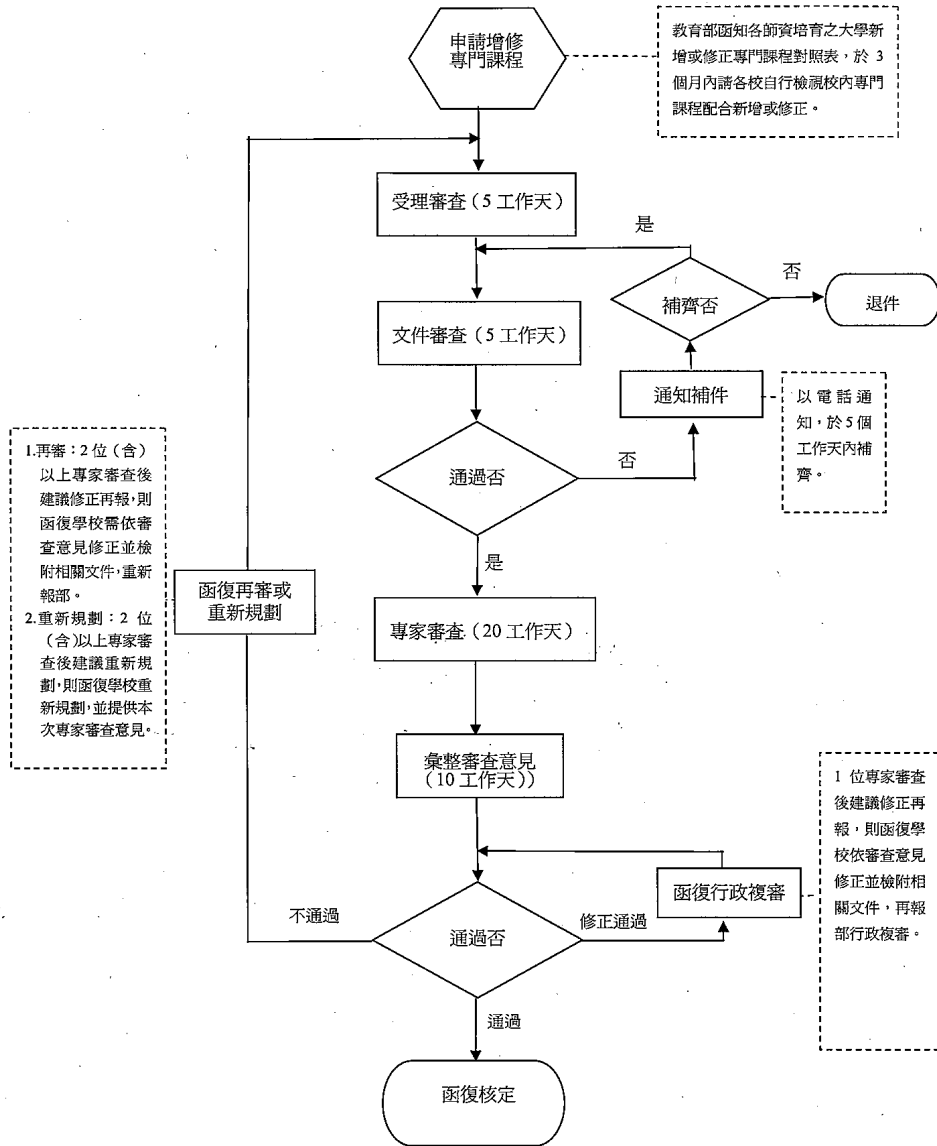 申請增修
專門課程
教育部函知各師資培育之大學新
增或修正專門課程對照表，於 3
個月內請各校自行檢視校內專門
課程配合新增或修正。
受理審查（5 工作天）
是
補齊否
否
退件
文件審查（5 工作天）
通知補件
以電話通
知，於 5 個
工作天內補
齊。
通過否
否
是
1.再審：2 位（含）
以上專家審查後
建議修正再報，則
函復學校需依審
查意見修正並檢
附相關文件，重新
報部。
2.重新規劃：2 位
（含）以上專家審
查後建議重新規
劃，則函復學校重
新規劃，並提供本
次專家審查意見。
函復再審或
重新規劃
專家審查（20 工作天）
彙整審查意見
（10 工作天））
1 位專家審查
後建議修正再
報，則函復學
校依審查意見
修正並檢附相
關文件，再報
部行政複審。
函復行政複審
不通過
通過否
修正通過
通過
函復核定